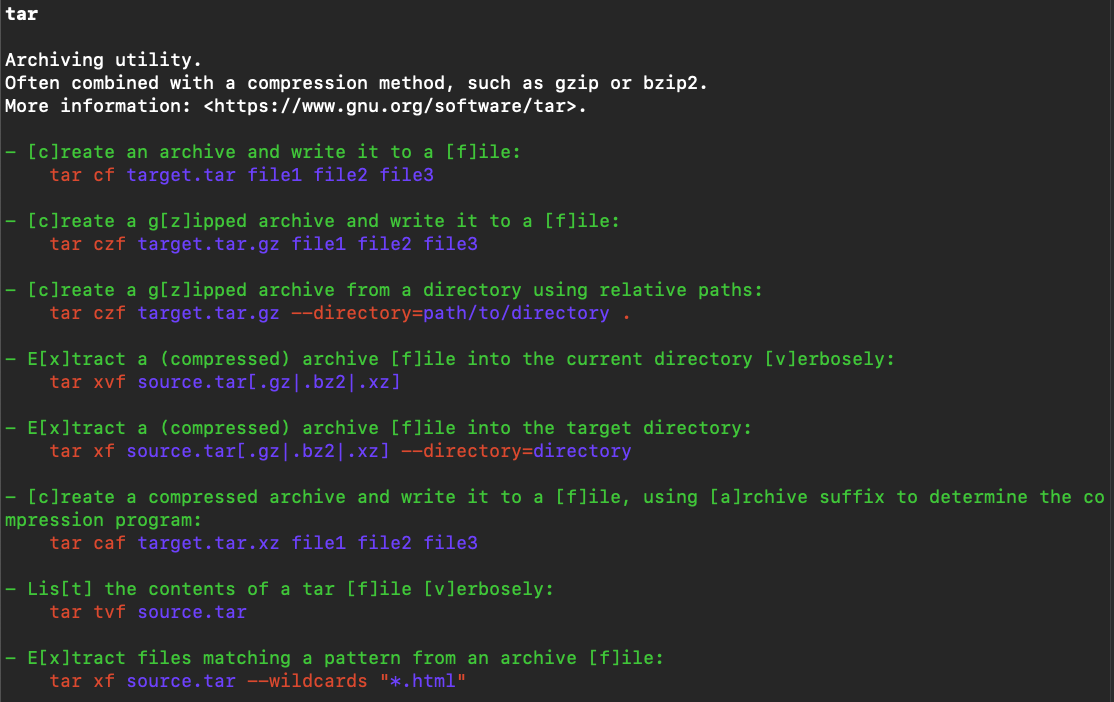 tar
Archiving utility.
Often combined with a compression method, such as gzip or bzip2.
More information: <https://www.gnu.org/software/tar>.
- [c]reate an archive and write it to a [f]ile:
tar cf target.tar file1 file2 file3
- [c]reate a g[z]ipped archive and write it to a [f]ile:
tar czf target.tar.gz file1 file2 file3
- [c]reate a g[z]ipped archive from a directory using relative paths:
tar czf target.tar.gz --directory=path/to/directory .
- E[x]tract a (compressed) archive [f]ile into the current directory [v]erbosely:
tar xvf source.tar[.gz|.bz2|.xz]
- E[x]tract a (compressed) archive [f]ile into the target directory:
tar xf source.tar[.gz|.bz2|.xz] --directory=directory
- [c]reate a compressed archive and write it to a [f]ile, using [a]rchive suffix to determine the co
mpression program:
tar caf target.tar.xz file1 file2 file3
- Lis[t] the contents of a tar [f]ile [v]erbosely:
tar tvf source.tar
- E[x]tract files matching a pattern from an archive [f]ile:
tar xf source.tar --wildcards "*.html"